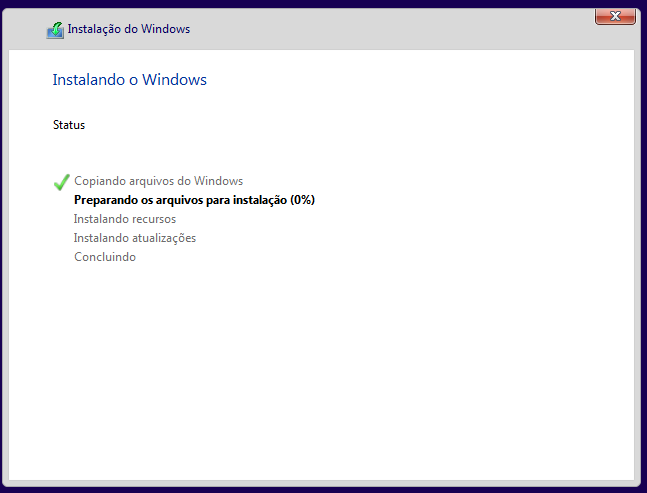 Instalação do Windows
Instalando o Windows
Status
Copiando arquivos do Windows
Preparando os arquivos para instalação (0%)
Instalando recursos
Instalando atualizações
Concluindo